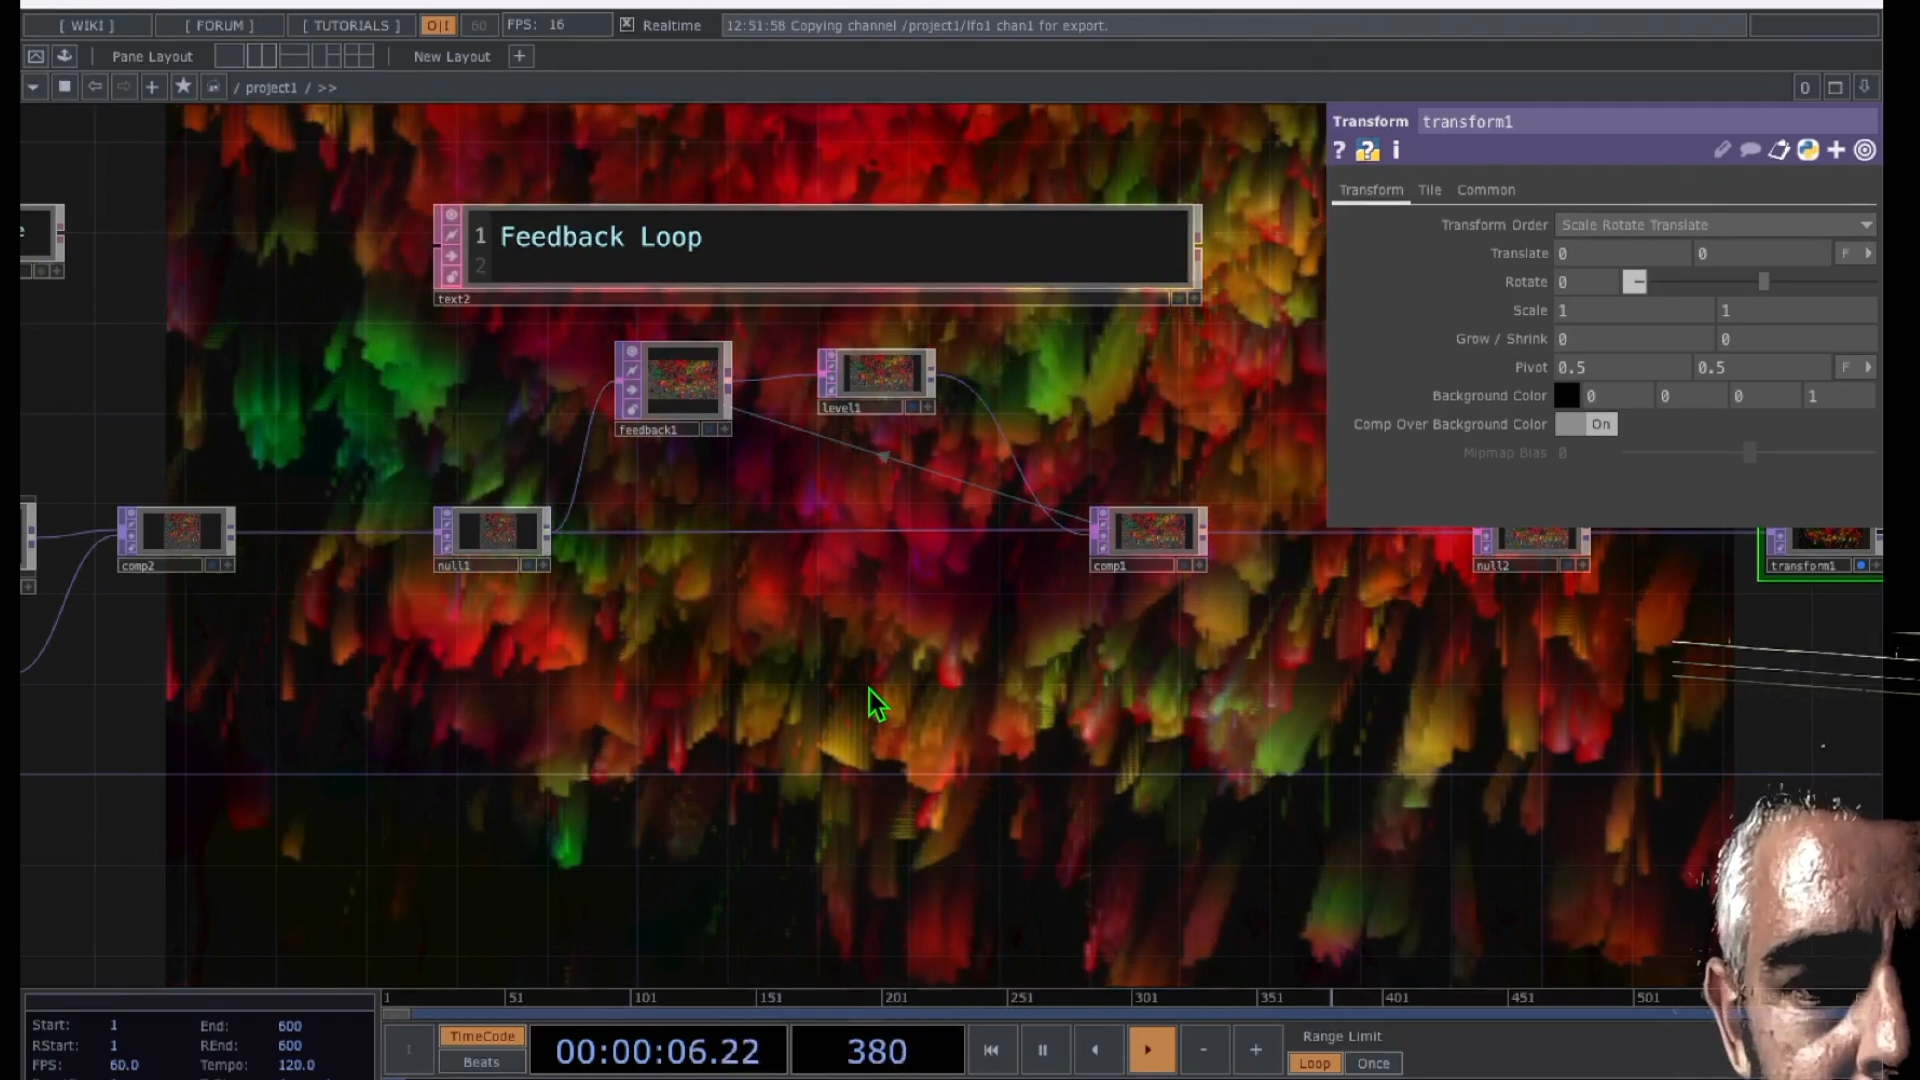 [ WIKI ] [ FORUM ] [ TUTORIALS ] O|I 60 FPS: 16 Realtime 12:51:58 Copying channel /project1/lfo1 chan1 for export.
Pane Layout New Layout +
/ project1 / >> 0
Transform transform1
? ? i
Transform Tile Common
Transform Order Scale Rotate Translate
Translate 0 0 F
Rotate 0
Scale 1 1
Grow / Shrink 0 0
Pivot 0.5 0.5 F
Background Color 0 0 0 1
Comp Over Background Color On
Mipmap Bias 0
1 Feedback Loop
2
text2
feedback1
level1
comp2
null1
comp1
null2
transform1
1 51 101 151 201 251 301 351 401 451 501
Start: 1 End: 600
RStart: 1 REnd: 600
FPS: 60.0 Tempo: 120.0
TimeCode
Beats
00:00:06.22 380
- +
Range Limit
Loop Once